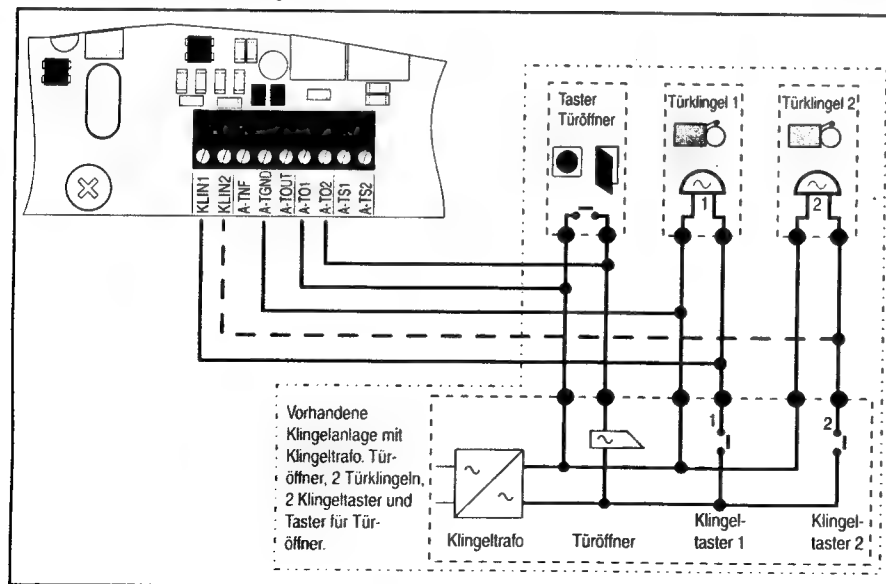 Taster
Türöffner
Türklingel 1
Türklingel 2
KLIN1
KLIN2
A-TNF
A-TGND
A-TOUT
A-TO1
A-TO2
A-TS1
A-TS2
1
2
Vorhandene
Klingelanlage mit
Klingeltrafo. Tür-
öffner, 2 Türklingeln,
2 Klingeltaster und
Taster für Tür-
öffner.
1
2
Klingeltrafo
Türöffner
Klingel-
taster 1
Klingel-
taster 2